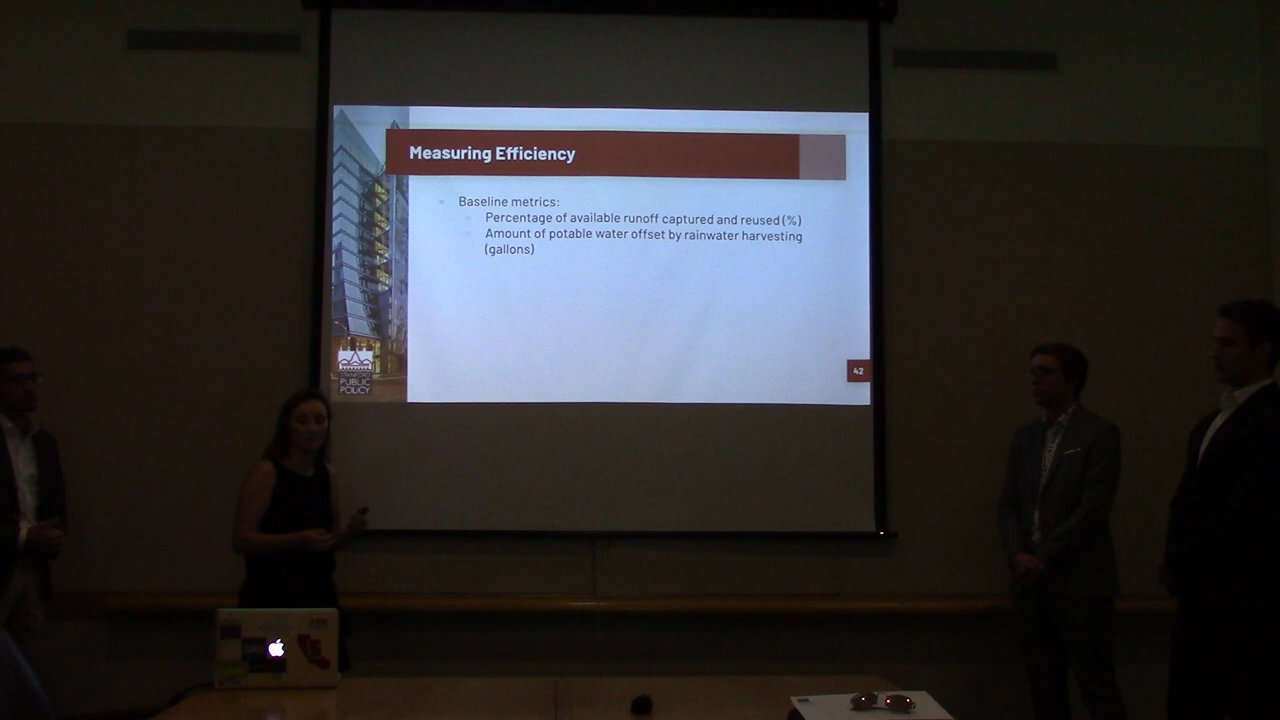 Measuring Efficiency
Baseline metrics:
Percentage of available runoff captured and reused (%)
Amount of potable water offset by rainwater harvesting
(gallons)
42
STANFORD
PUBLIC
POLICY